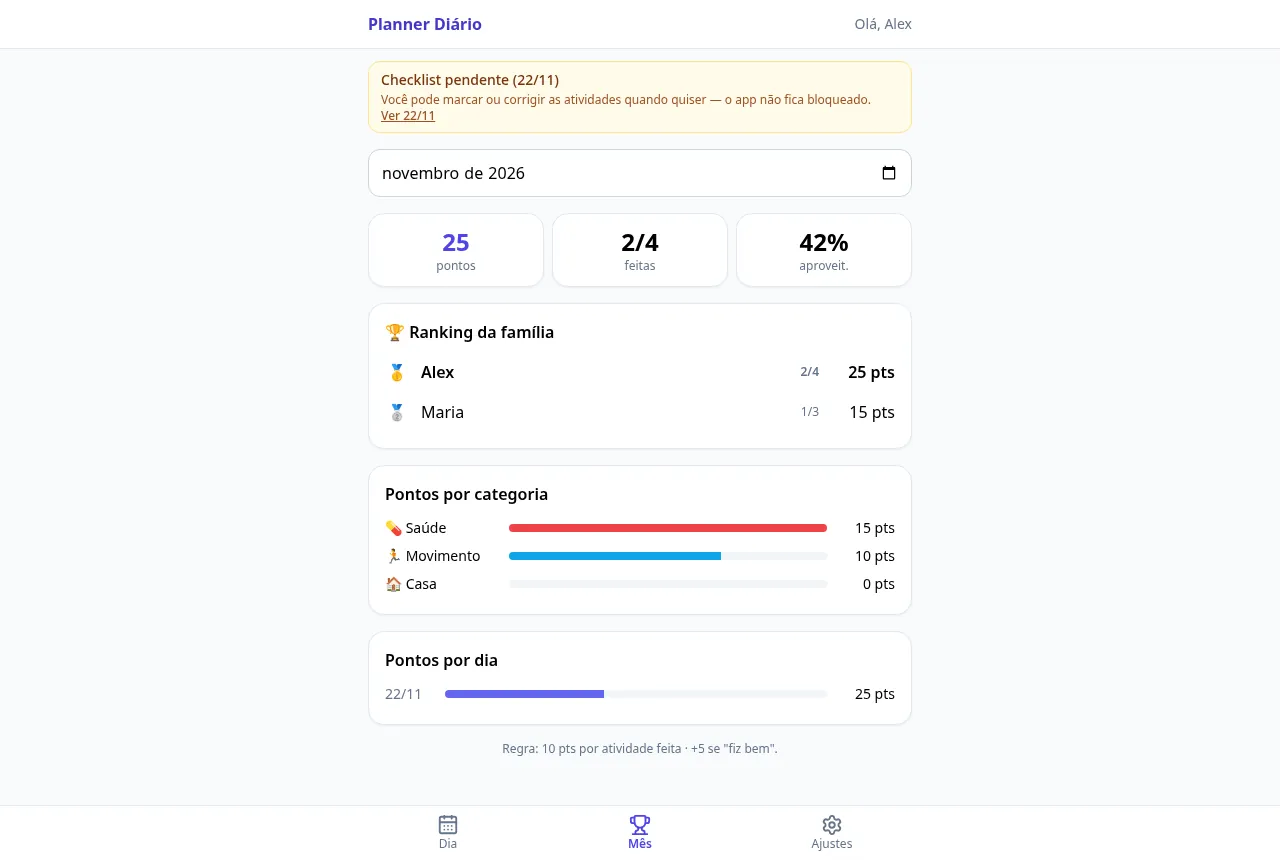 Planner Diário
Olá, Alex
Checklist pendente (22/11)
Você pode marcar ou corrigir as atividades quando quiser — o app não fica bloqueado.
Ver 22/11
novembro de 2026
25
pontos
2/4
feitas
42%
aproveit.
🏆 Ranking da família
🥇 Alex 2/4 25 pts
🥈 Maria 1/3 15 pts
Pontos por categoria
💊 Saúde 15 pts
🏃 Movimento 10 pts
🏠 Casa 0 pts
Pontos por dia
22/11 25 pts
Regra: 10 pts por atividade feita · +5 se "fiz bem".
Dia
Mês
Ajustes